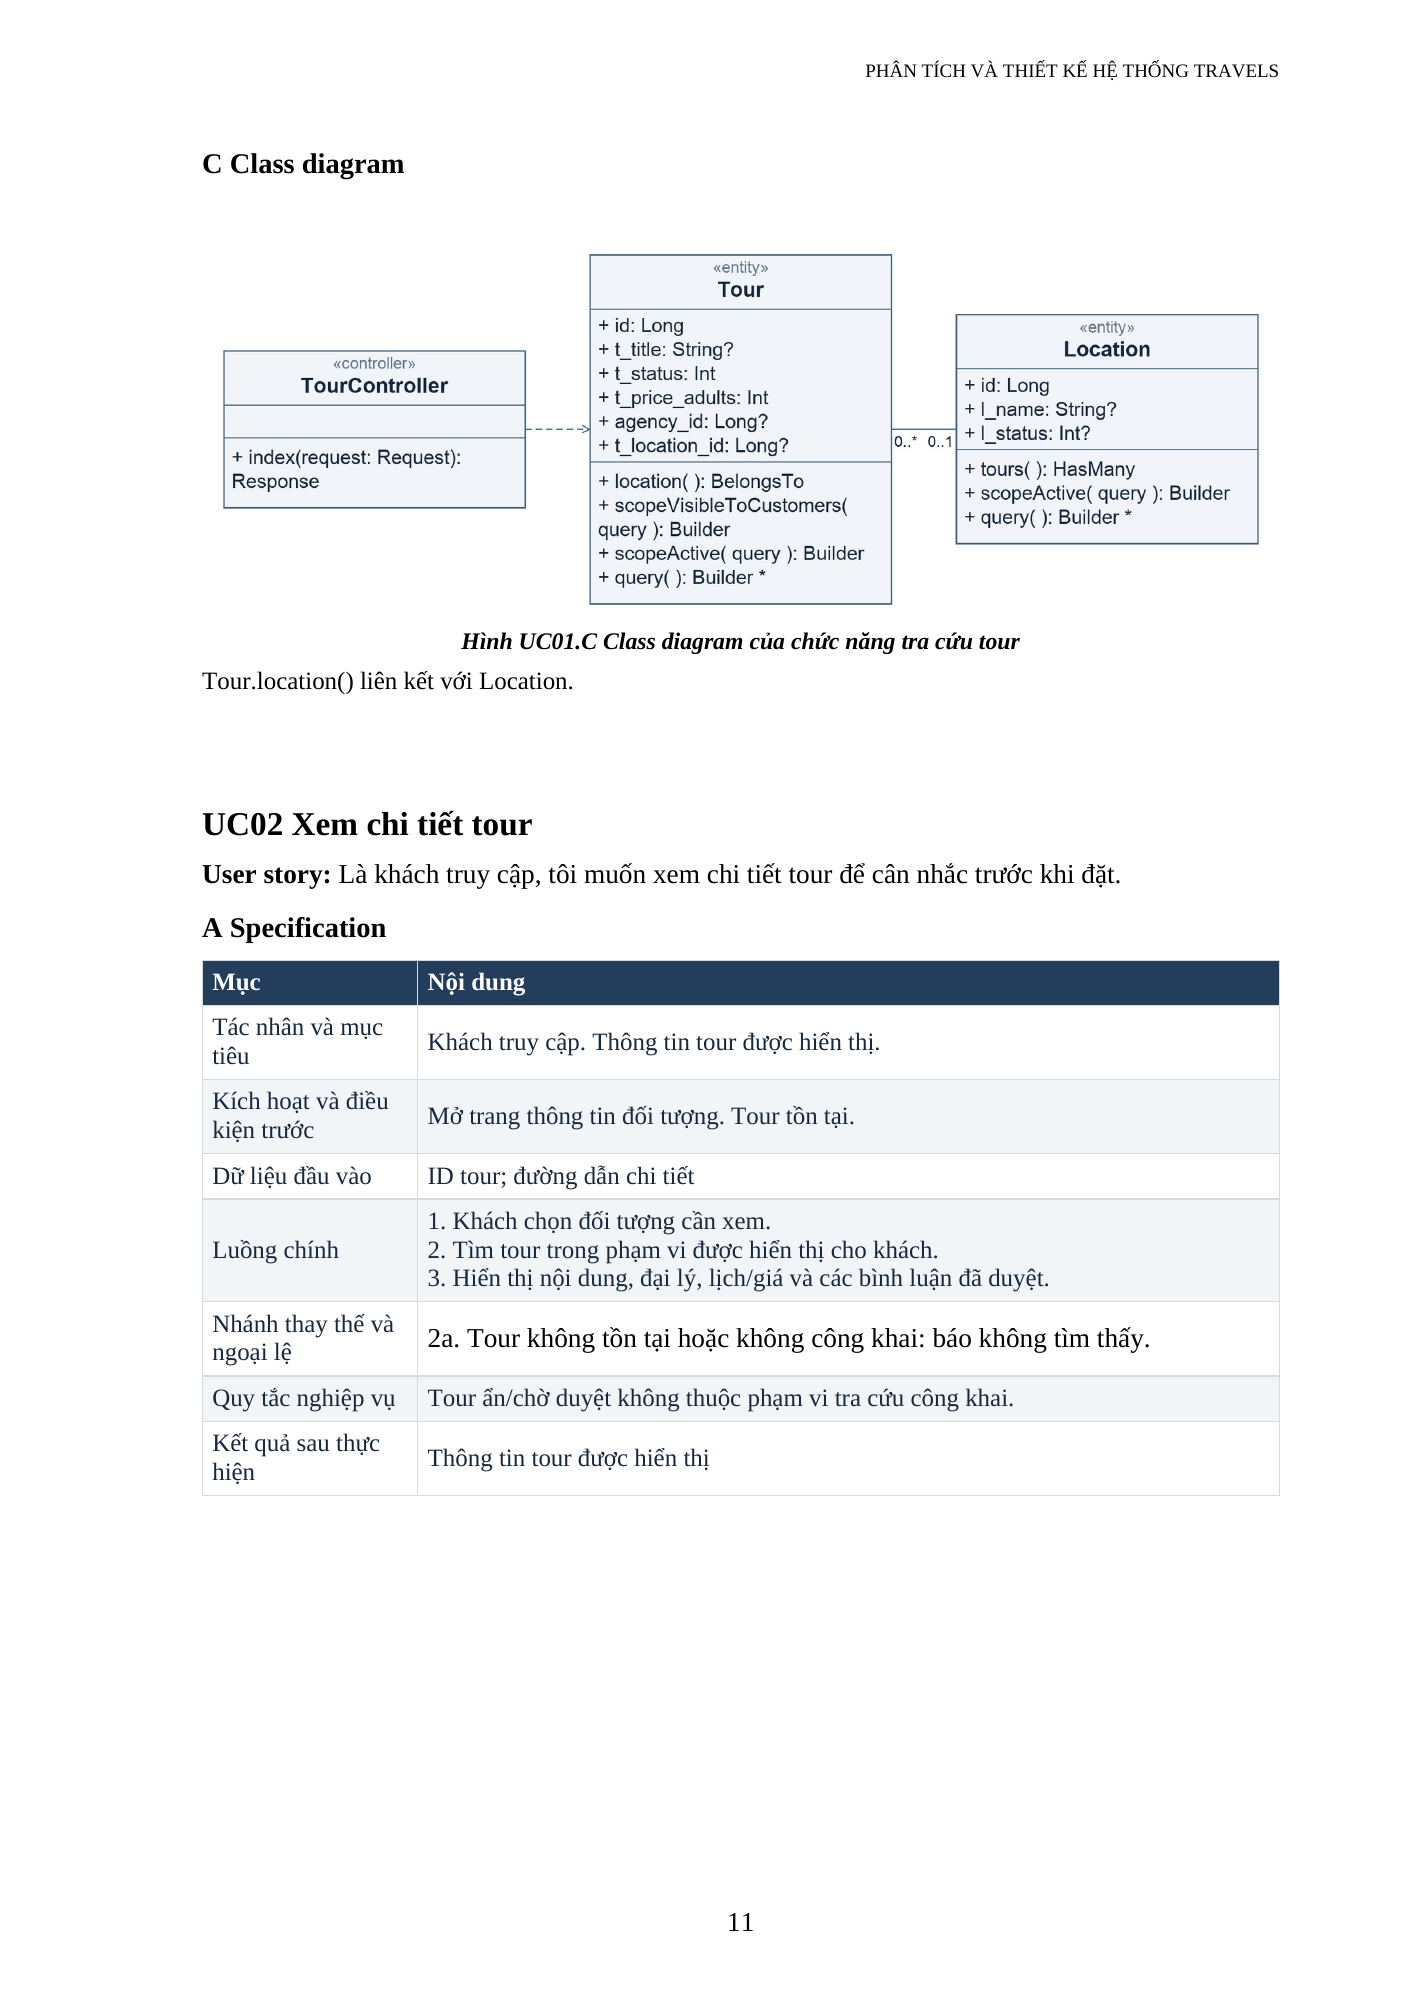 PHÂN TÍCH VÀ THIẾT KẾ HỆ THỐNG TRAVELS
C Class diagram
«controller»
TourController
+ index(request: Request):
Response
«entity»
Tour
+ id: Long
+ t_title: String?
+ t_status: Int
+ t_price_adults: Int
+ agency_id: Long?
+ t_location_id: Long?
+ location( ): BelongsTo
+ scopeVisibleToCustomers(
query ): Builder
+ scopeActive( query ): Builder
+ query( ): Builder *
0..* 0..1
«entity»
Location
+ id: Long
+ l_name: String?
+ l_status: Int?
+ tours( ): HasMany
+ scopeActive( query ): Builder
+ query( ): Builder *
Hình UC01.C Class diagram của chức năng tra cứu tour
Tour.location() liên kết với Location.
UC02 Xem chi tiết tour
User story: Là khách truy cập, tôi muốn xem chi tiết tour để cân nhắc trước khi đặt.
A Specification
Mục
Nội dung
Tác nhân và mục
tiêu
Khách truy cập. Thông tin tour được hiển thị.
Kích hoạt và điều
kiện trước
Mở trang thông tin đối tượng. Tour tồn tại.
Dữ liệu đầu vào
ID tour; đường dẫn chi tiết
Luồng chính
1. Khách chọn đối tượng cần xem.
2. Tìm tour trong phạm vi được hiển thị cho khách.
3. Hiển thị nội dung, đại lý, lịch/giá và các bình luận đã duyệt.
Nhánh thay thế và
ngoại lệ
2a. Tour không tồn tại hoặc không công khai: báo không tìm thấy.
Quy tắc nghiệp vụ
Tour ẩn/chờ duyệt không thuộc phạm vi tra cứu công khai.
Kết quả sau thực
hiện
Thông tin tour được hiển thị
11